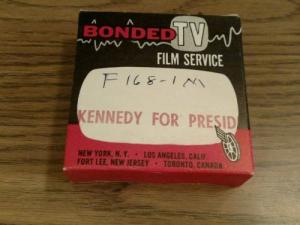 BONDED TV
FILM SERVICE
F168-1M
KENNEDY FOR PRESID
NEW YORK, N.Y. • LOS ANGELES, CALIF.
FORT LEE, NEW JERSEY • TORONTO, CANADA